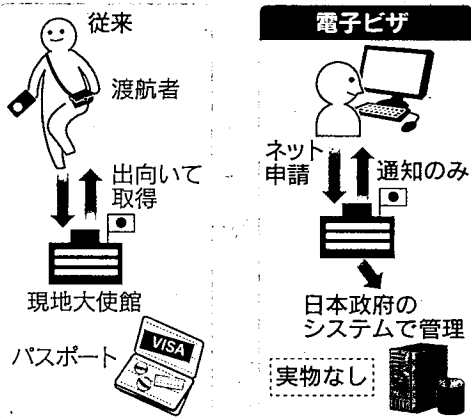 従来
渡航者
出向いて
取得
現地大使館
パスポート
VISA
電子ビザ
ネット
申請
通知のみ
日本政府の
システムで管理
実物なし